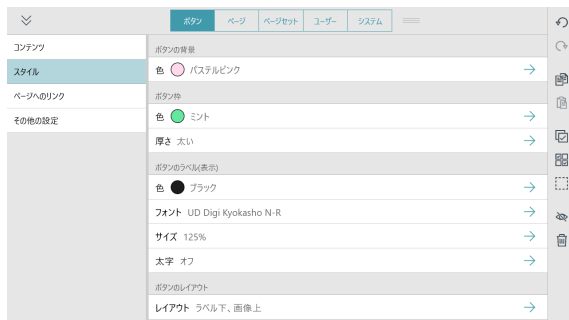 ボタン ページ ページセット ユーザー システム
コンテンツ
スタイル
ページへのリンク
その他の設定
ボタンの背景
色 パステルピンク
ボタン枠
色 ミント
厚さ 太い
ボタンのラベル(表示)
色 ブラック
フォント UD Digi Kyokasho N-R
サイズ 125%
太字 オフ
ボタンのレイアウト
レイアウト ラベル下、画像上